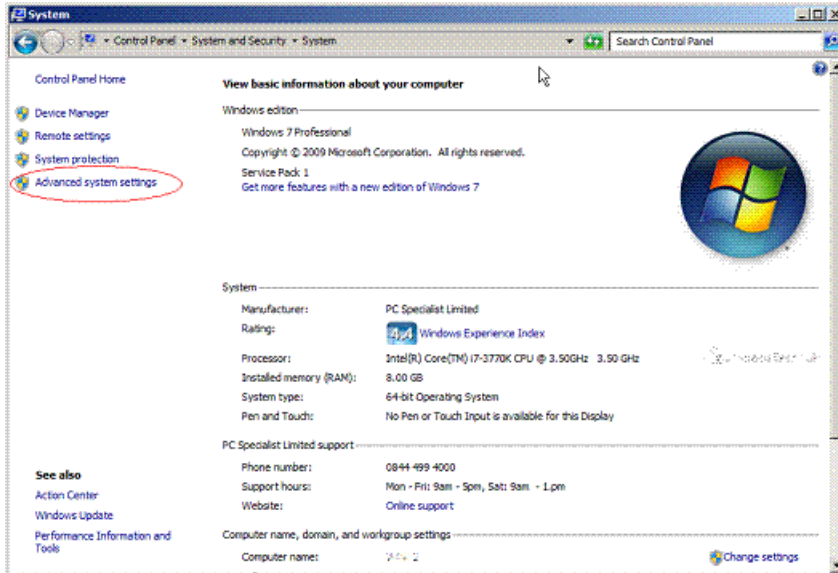 System
Control Panel System and Security System
Search Control Panel
Control Panel Home
Device Manager
Remote settings
System protection
Advanced system settings
View basic information about your computer
Windows edition
Windows 7 Professional
Copyright © 2009 Microsoft Corporation. All rights reserved.
Service Pack 1
Get more features with a new edition of Windows 7
System
Manufacturer: PC Specialist Limited
Rating: 4,4 Windows Experience Index
Processor: Intel(R) Core(TM) i7-3770K CPU @ 3.50GHz 3.50 GHz
Installed memory (RAM): 8.00 GB
System type: 64-bit Operating System
Pen and Touch: No Pen or Touch Input is available for this Display
PC Specialist Limited support
Phone number: 0844 499 4000
Support hours: Mon - Fri: 9am - 5pm, Sat: 9am - 1.pm
Website: Online support
See also
Action Center
Windows Update
Performance Information and
Tools
Computer name, domain, and workgroup settings
Computer name:
Change settings